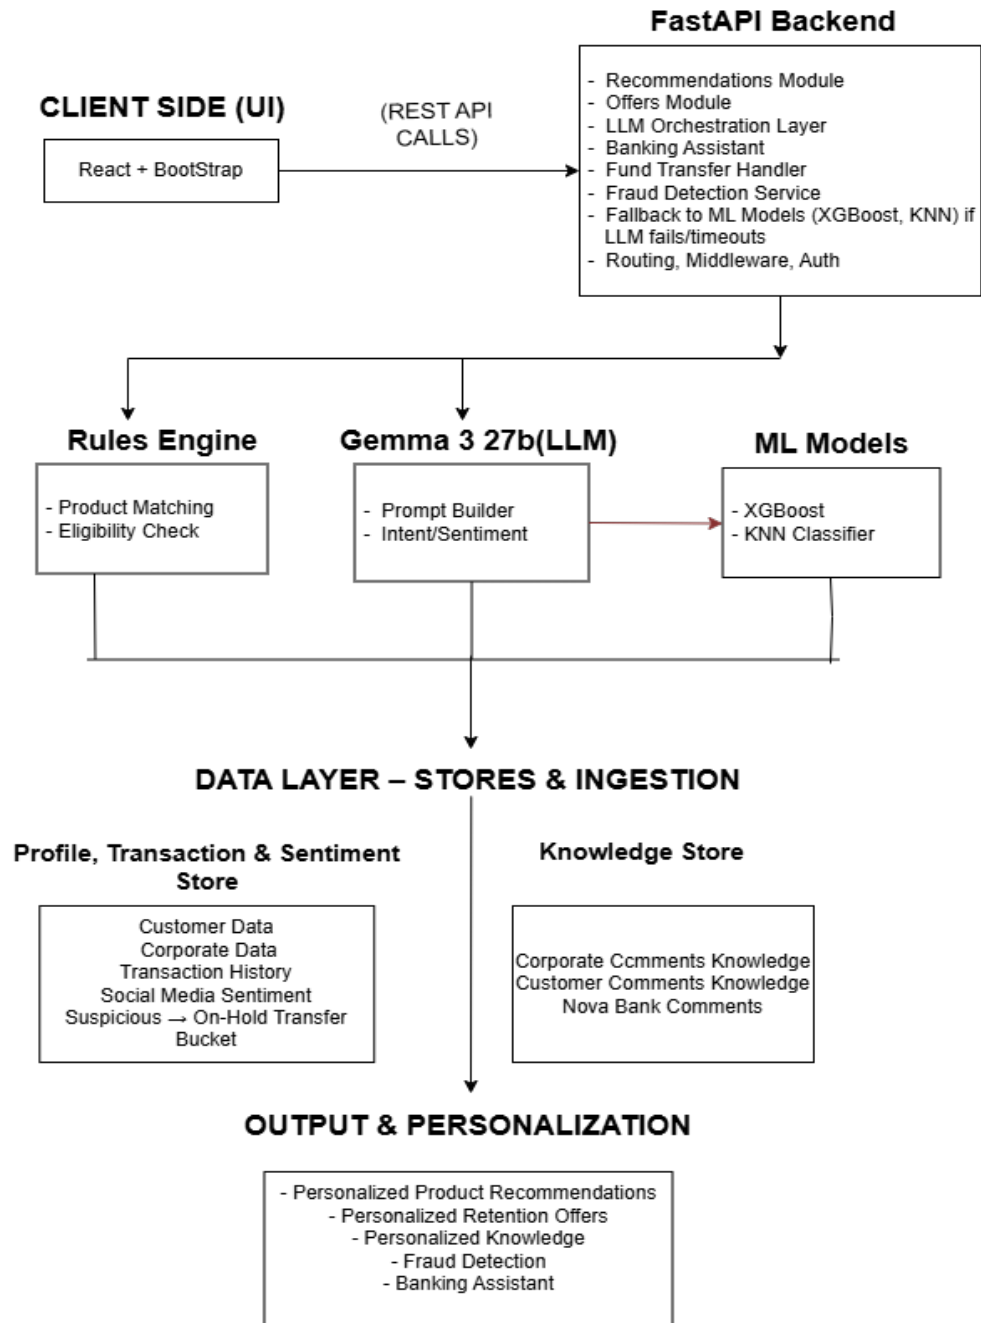 FastAPI Backend
- Recommendations Module
- Offers Module
- LLM Orchestration Layer
- Banking Assistant
- Fund Transfer Handler
- Fraud Detection Service
- Fallback to ML Models (XGBoost, KNN) if
LLM fails/timeouts
- Routing, Middleware, Auth
CLIENT SIDE (UI)
React + BootStrap
(REST API
CALLS)
Rules Engine
- Product Matching
- Eligibility Check
Gemma 3 27b(LLM)
- Prompt Builder
- Intent/Sentiment
ML Models
- XGBoost
- KNN Classifier
DATA LAYER – STORES & INGESTION
Profile, Transaction & Sentiment
Store
Customer Data
Corporate Data
Transaction History
Social Media Sentiment
Suspicious → On-Hold Transfer
Bucket
Knowledge Store
Corporate Ccmments Knowledge
Customer Comments Knowledge
Nova Bank Comments
OUTPUT & PERSONALIZATION
- Personalized Product Recommendations
- Personalized Retention Offers
- Personalized Knowledge
- Fraud Detection
- Banking Assistant